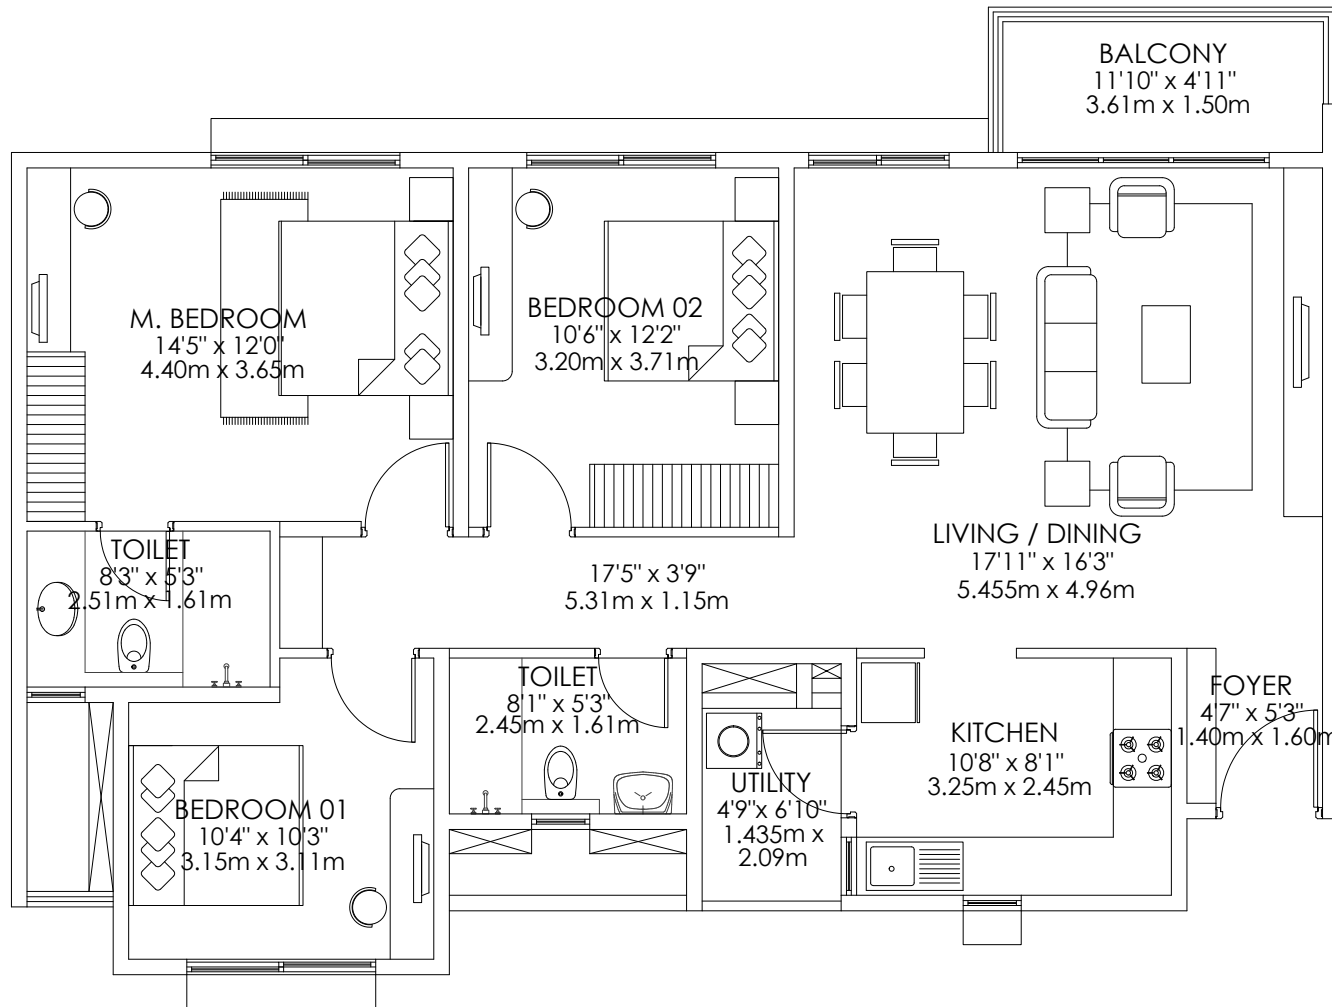 BALCONY
11'10" x 4'11"
3.61m x 1.50m
M. BEDROOM
14'5" x 12'0"
4.40m x 3.65m
BEDROOM 02
10'6" x 12'2"
3.20m x 3.71m
LIVING / DINING
17'11" x 16'3"
5.455m x 4.96m
TOILET
8'3" x 5'3"
2.51m x 1.61m
17'5" x 3'9"
5.31m x 1.15m
TOILET
8'1" x 5'3"
2.45m x 1.61m
FOYER
4'7" x 5'3"
1.40m x 1.60m
KITCHEN
10'8" x 8'1"
3.25m x 2.45m
UTILITY
4'9"x 6'10"
1.435m x
2.09m
BEDROOM 01
10'4" x 10'3"
3.15m x 3.11m